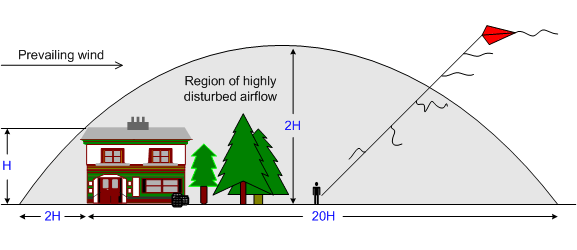 Prevailing wind
Region of highly
disturbed airflow
2H
H
2H
20H